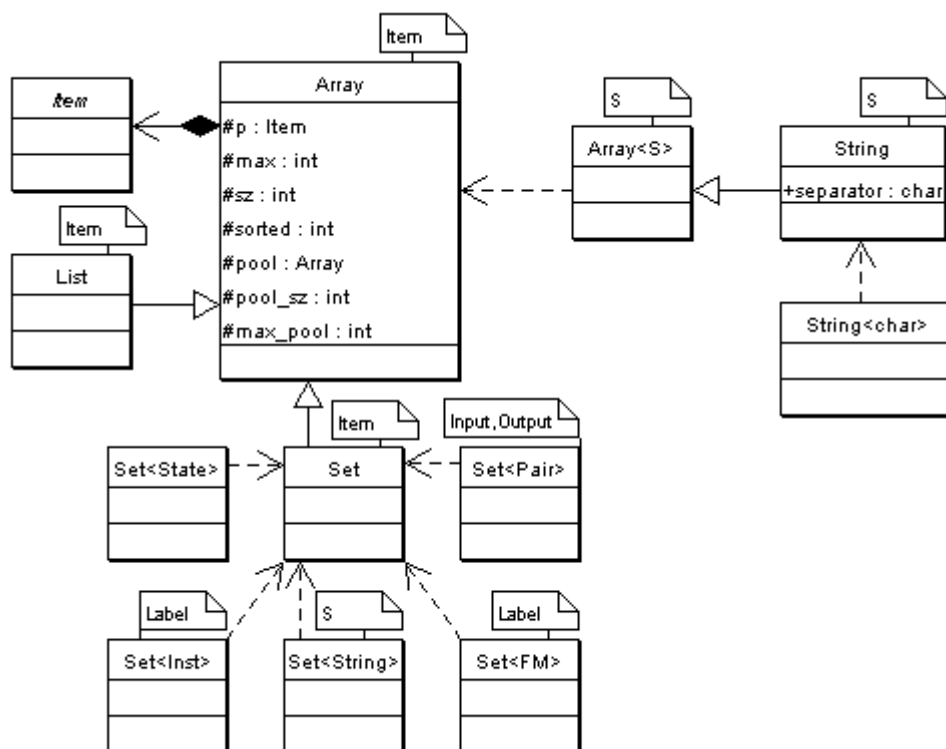 Item
Item
Array
#p : Item
#max : int
#sz : int
#sorted : int
#pool : Array
#pool_sz : int
#max_pool : int
S
Array<S>
S
String
+separator : char
Item
List
String<char>
Item
Input,Output
Set<State>
Set
Set<Pair>
Label
S
Label
Set<Inst>
Set<String>
Set<FM>